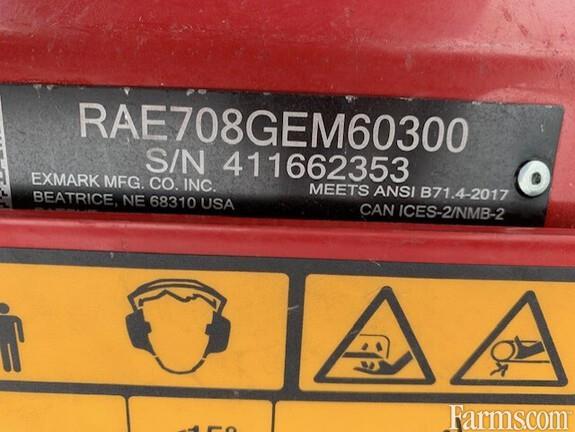 RAE708GEM60300
S/N 411662353
EXMARK MFG. CO. INC. MEETS ANSI B71.4-2017
BEATRICE, NE 68310 USA CAN ICES-2/NMB-2
15°
Farms.com